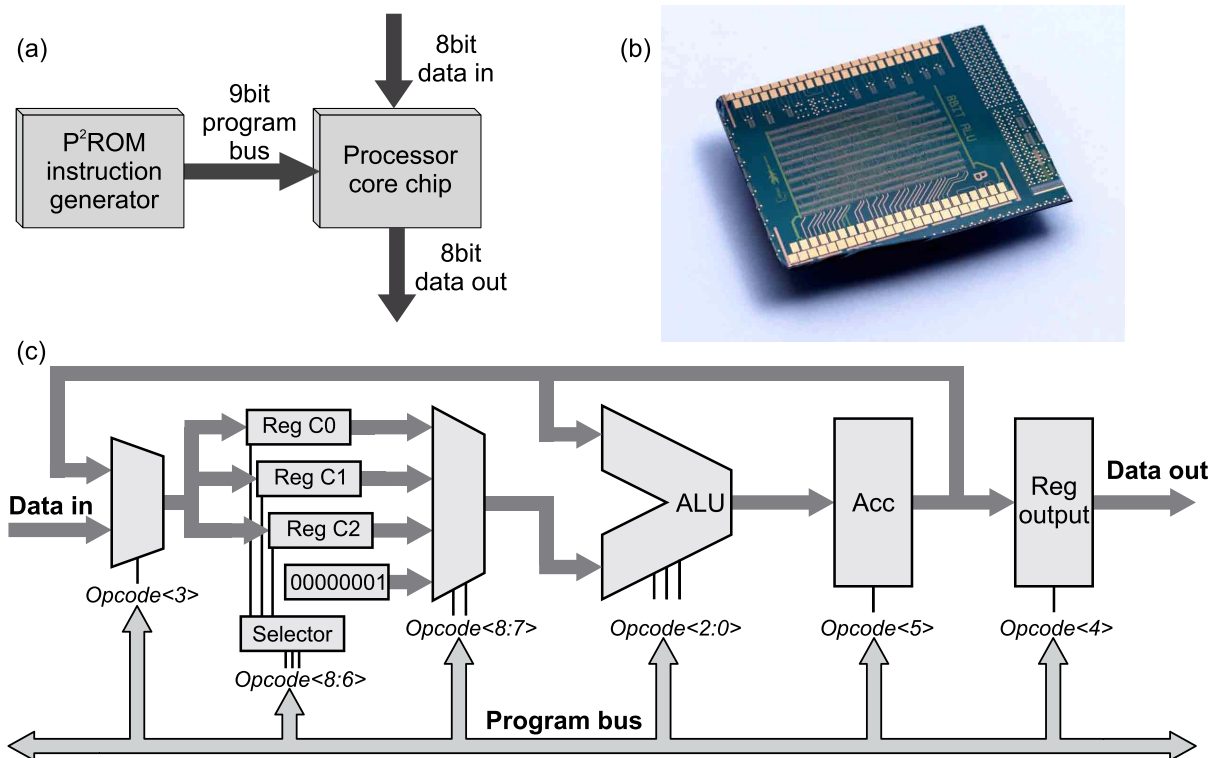 (a)
8bit
data in
9bit
program
bus
P²ROM
instruction
generator
Processor
core chip
8bit
data out
(b)
8BIT ALU
B
(c)
Reg C0
Reg C1
Reg C2
00000001
Data in
Opcode<3>
Selector
Opcode<8:6>
Opcode<8:7>
ALU
Opcode<2:0>
Acc
Opcode<5>
Reg
output
Opcode<4>
Data out
Program bus